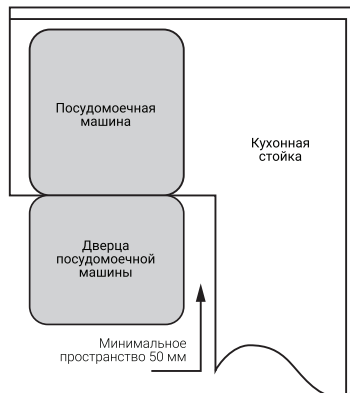 Посудомоечная
машина
Кухонная
стойка
Дверца
посудомоечной
машины
Минимальное
пространство 50 мм